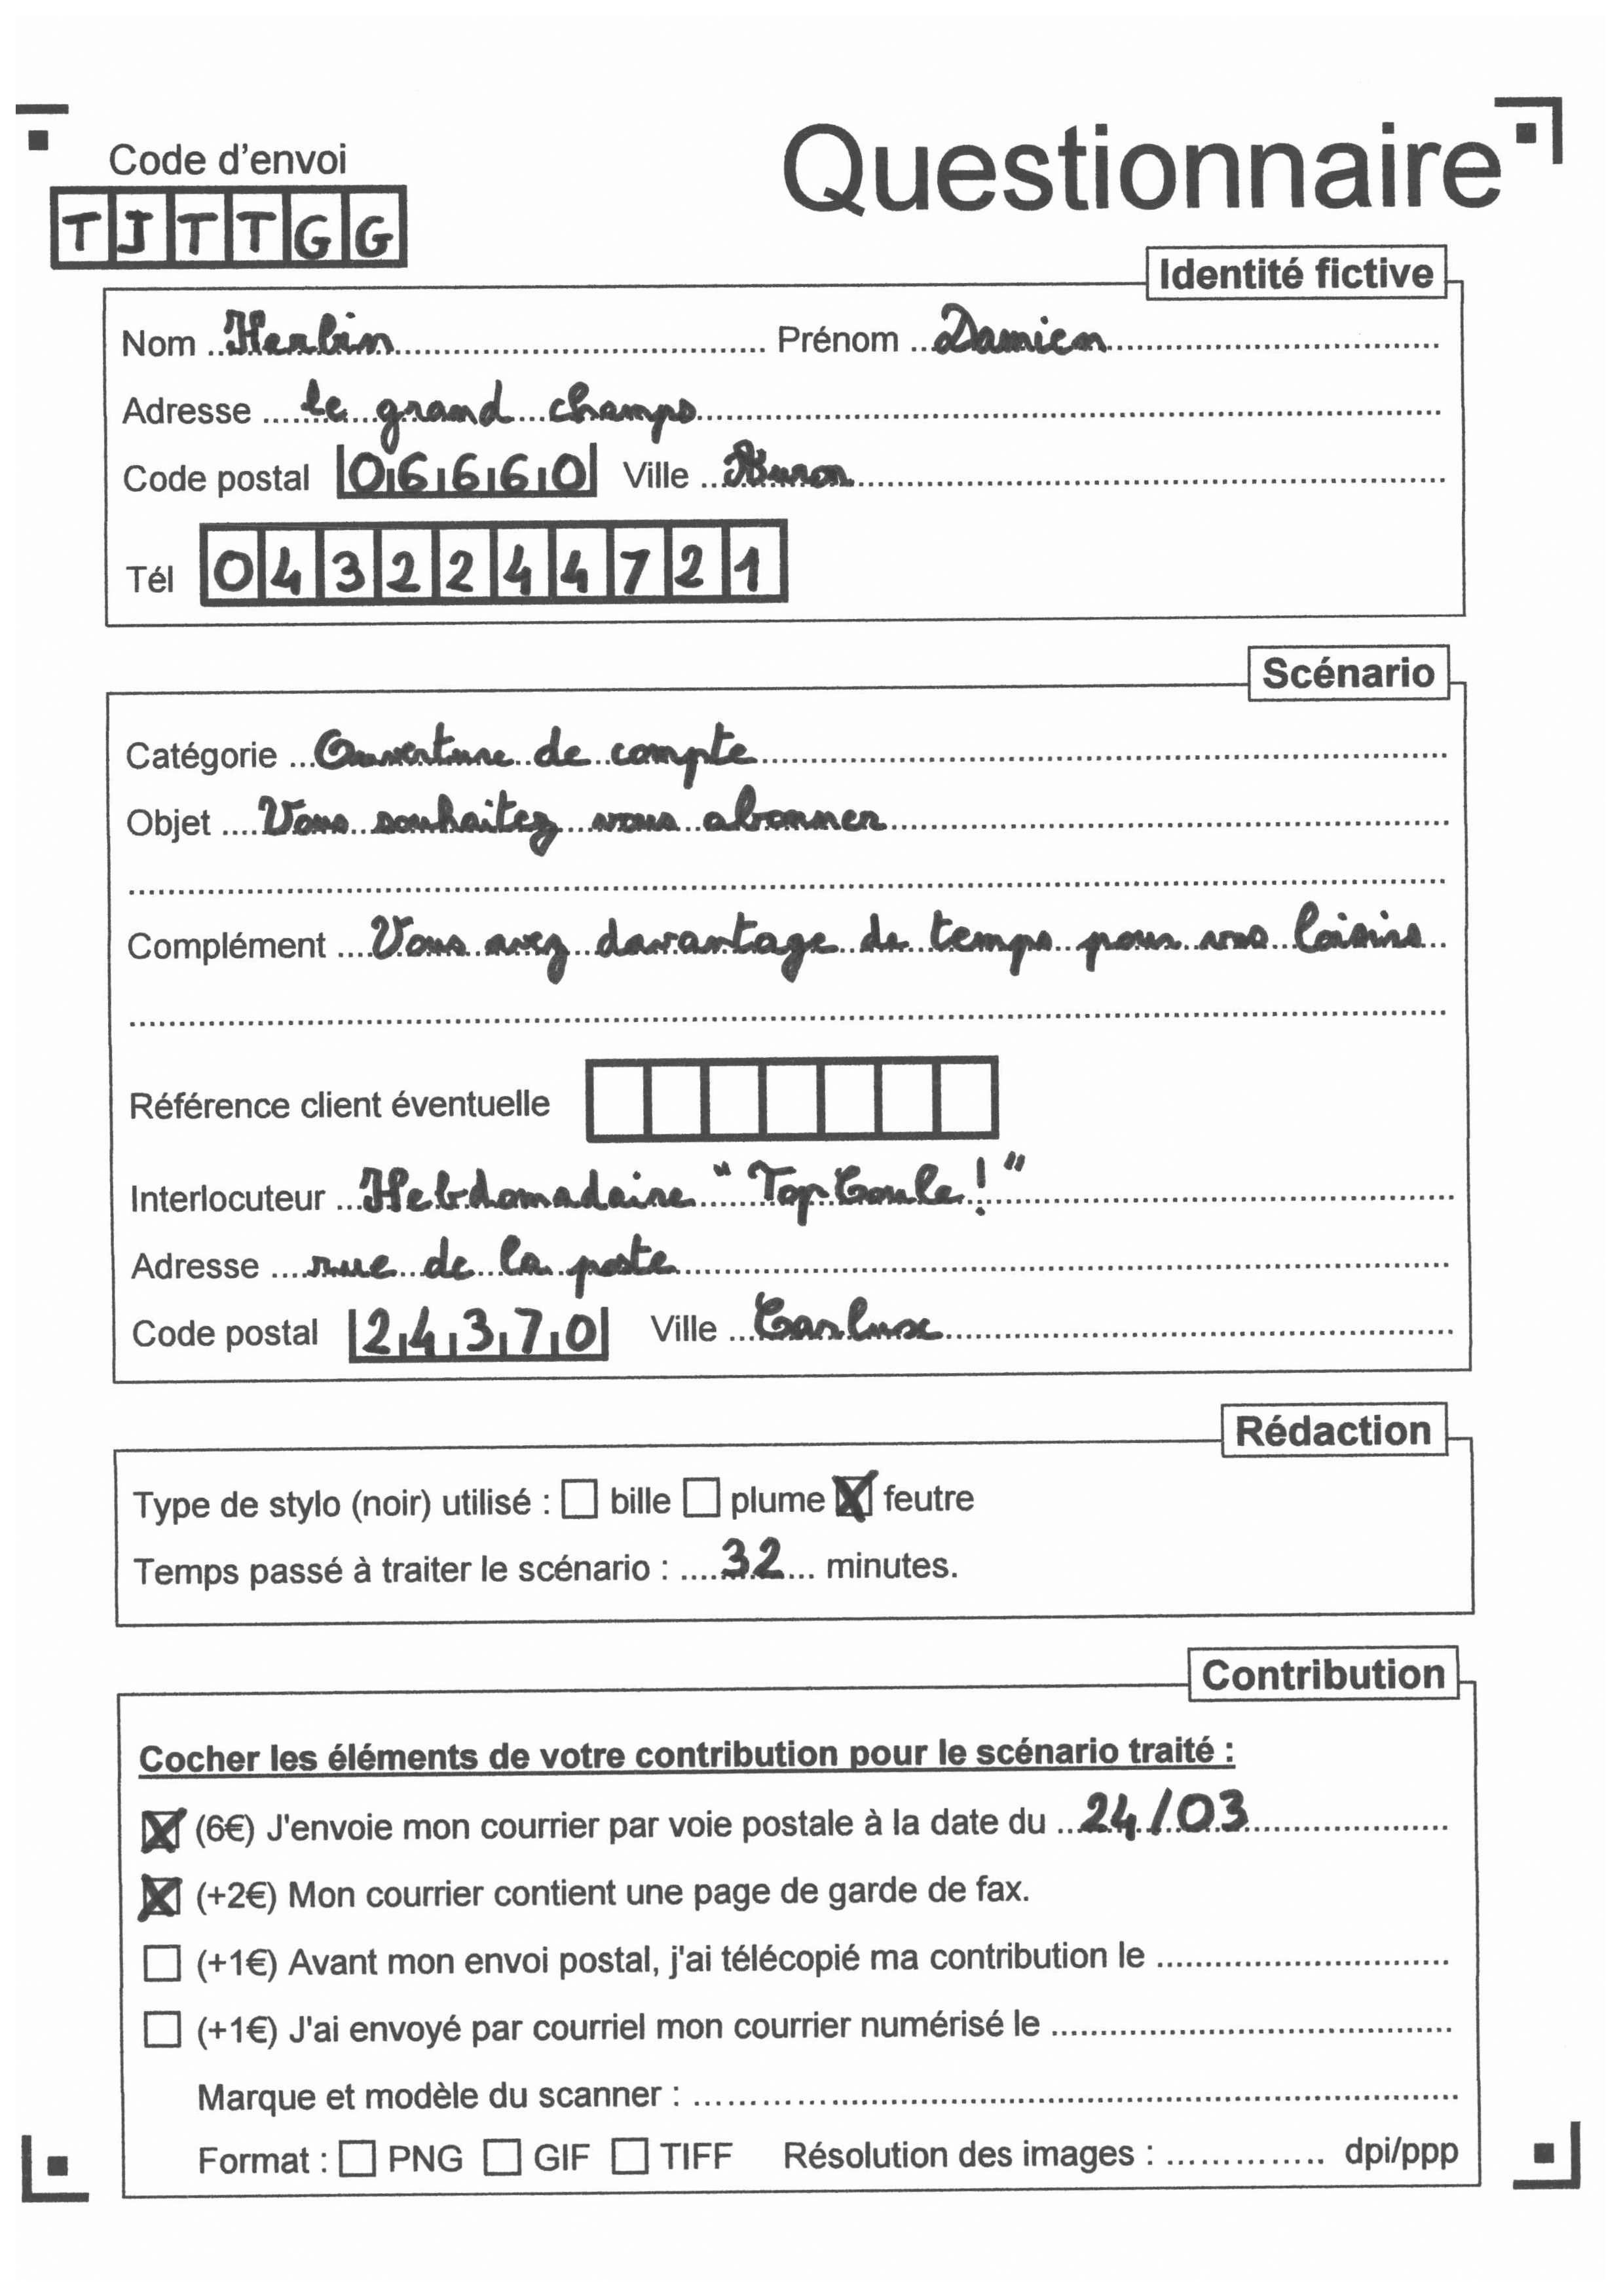 Questionnaire
Code d'envoi
TJTTGG
Identité fictive
Nom Herbin Prénom Damien
Adresse le grand champs
Code postal 06660 Ville
Tél 0432244721
Scénario
Catégorie Ouverture de compte
Objet Vous souhaitez vous abonner
Complément Vous avez davantage de temps pour vos loisirs
Référence client éventuelle
Interlocuteur Hebdomadaire "Top Coule!"
Adresse rue de la poste
Code postal 24370 Ville Carlux
Rédaction
Type de stylo (noir) utilisé : bille plume feutre
Temps passé à traiter le scénario : 32 minutes.
Contribution
Cocher les éléments de votre contribution pour le scénario traité :
(6€) J'envoie mon courrier par voie postale à la date du 24/03
(+2€) Mon courrier contient une page de garde de fax.
(+1€) Avant mon envoi postal, j'ai télécopié ma contribution le
(+1€) J'ai envoyé par courriel mon courrier numérisé le
Marque et modèle du scanner :
Format : PNG GIF TIFF Résolution des images : dpi/ppp